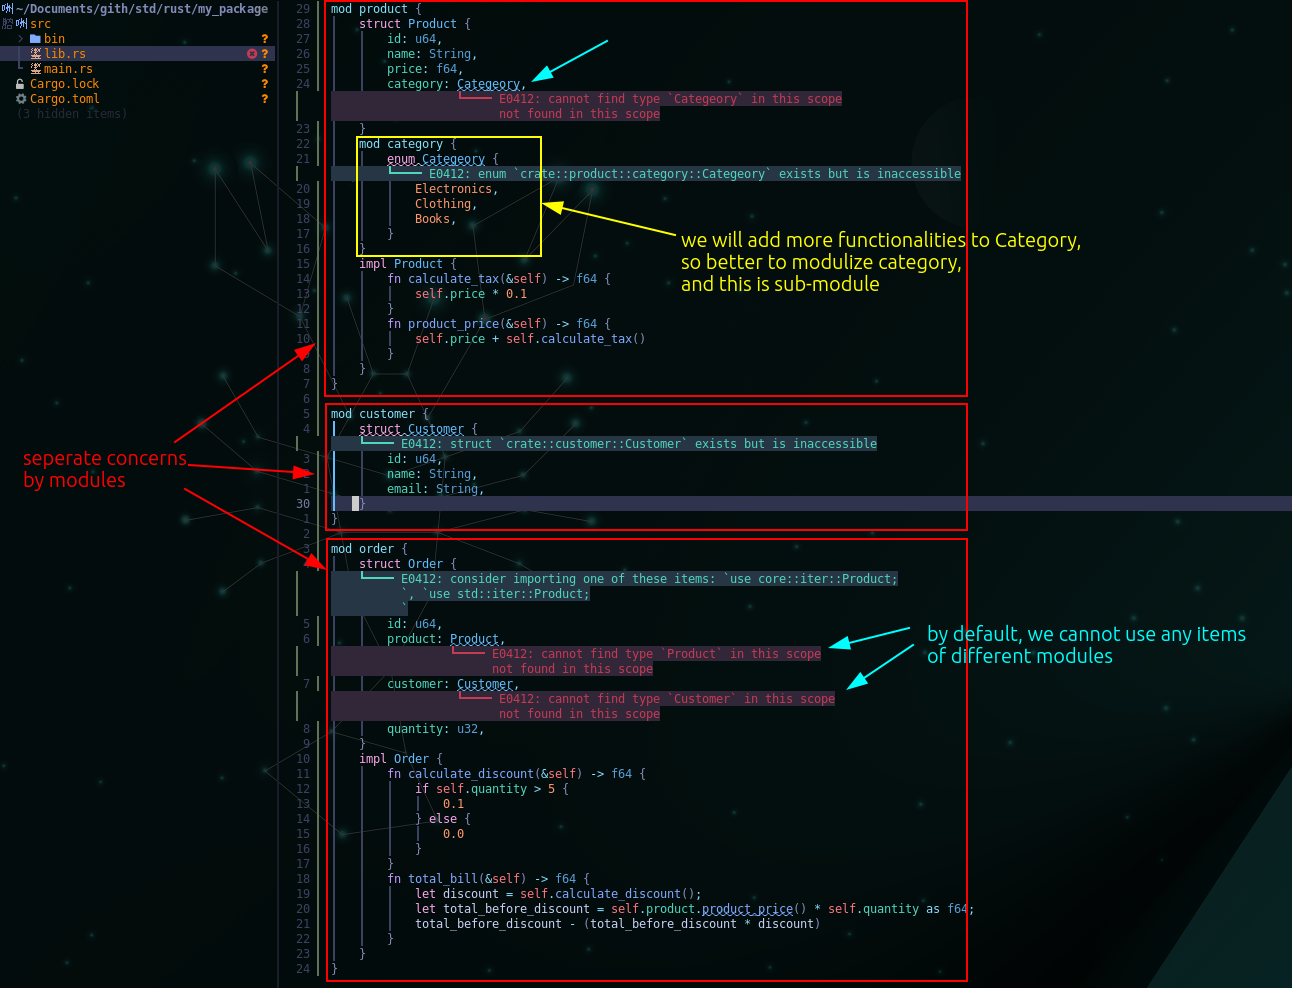 ~/Documents/gith/std/rust/my_package
src
bin ?
lib.rs ?
main.rs ?
Cargo.lock ?
Cargo.toml ?
(3 hidden items)
29 mod product {
28 struct Product {
27 id: u64,
26 name: String,
25 price: f64,
24 category: Categeory,
E0412: cannot find type `Categeory` in this scope
not found in this scope
23 }
22 mod category {
21 enum Categeory {
E0412: enum `crate::product::category::Categeory` exists but is inaccessible
20 Electronics,
19 Clothing,
18 Books,
17 }
16 }
15 impl Product {
14 fn calculate_tax(&self) -> f64 {
13 self.price * 0.1
12 }
11 fn product_price(&self) -> f64 {
10 self.price + self.calculate_tax()
}
8 }
7 }
6
5 mod customer {
4 struct Customer {
E0412: struct `crate::customer::Customer` exists but is inaccessible
3 id: u64,
name: String,
1 email: String,
30 }
1 }
2
3 mod order {
struct Order {
E0412: consider importing one of these items: `use core::iter::Product;
`, `use std::iter::Product;
`
5 id: u64,
6 product: Product,
E0412: cannot find type `Product` in this scope
not found in this scope
7 customer: Customer,
E0412: cannot find type `Customer` in this scope
not found in this scope
8 quantity: u32,
9 }
10 impl Order {
11 fn calculate_discount(&self) -> f64 {
12 if self.quantity > 5 {
13 0.1
14 } else {
15 0.0
16 }
17 }
18 fn total_bill(&self) -> f64 {
19 let discount = self.calculate_discount();
20 let total_before_discount = self.product.product_price() * self.quantity as f64;
21 total_before_discount - (total_before_discount * discount)
22 }
23 }
24 }
we will add more functionalities to Category,
so better to modulize category,
and this is sub-module
seperate concerns
by modules
by default, we cannot use any items
of different modules